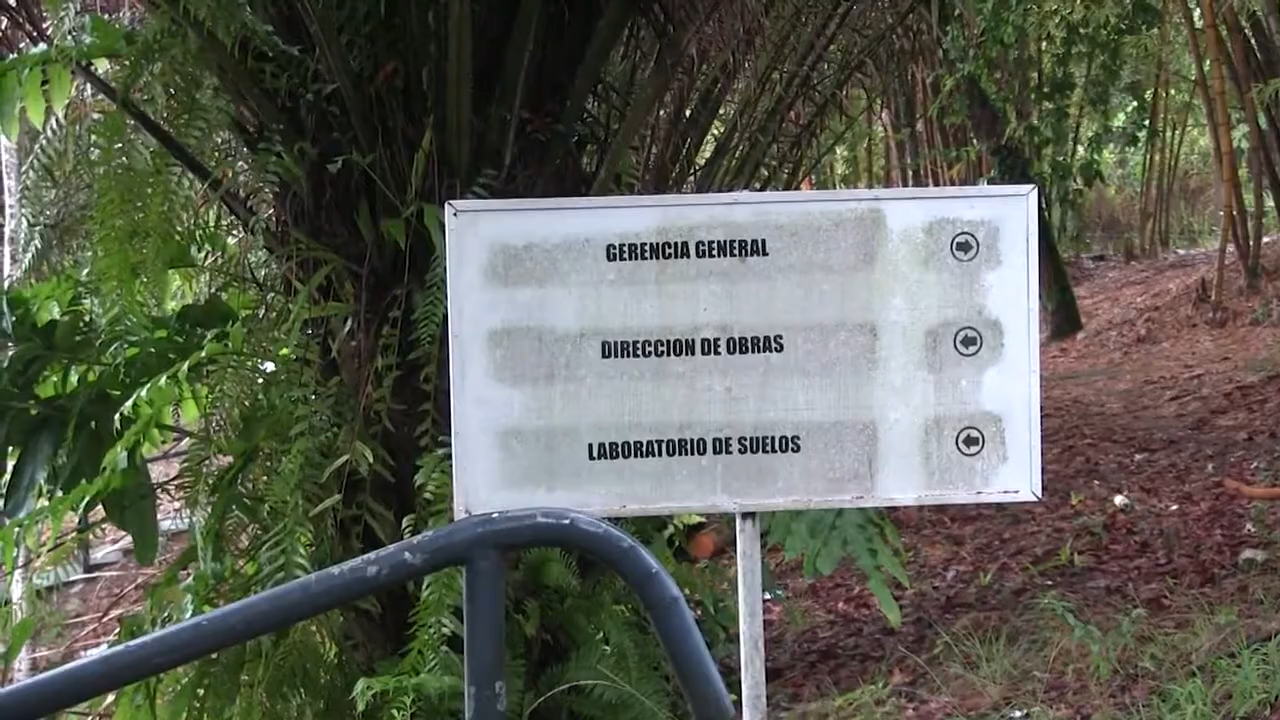 GERENCIA GENERAL
DIRECCION DE OBRAS
LABORATORIO DE SUELOS